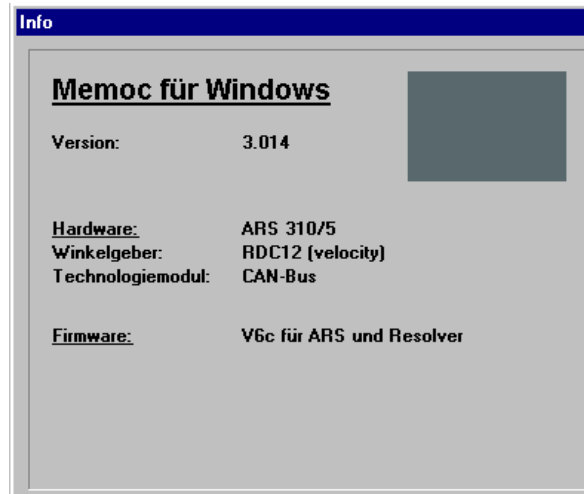 Info
Memoc für Windows
Version: 3.014
Hardware: ARS 310/5
Winkelgeber: RDC12 (velocity)
Technologiemodul: CAN-Bus
Firmware: V6c für ARS und Resolver